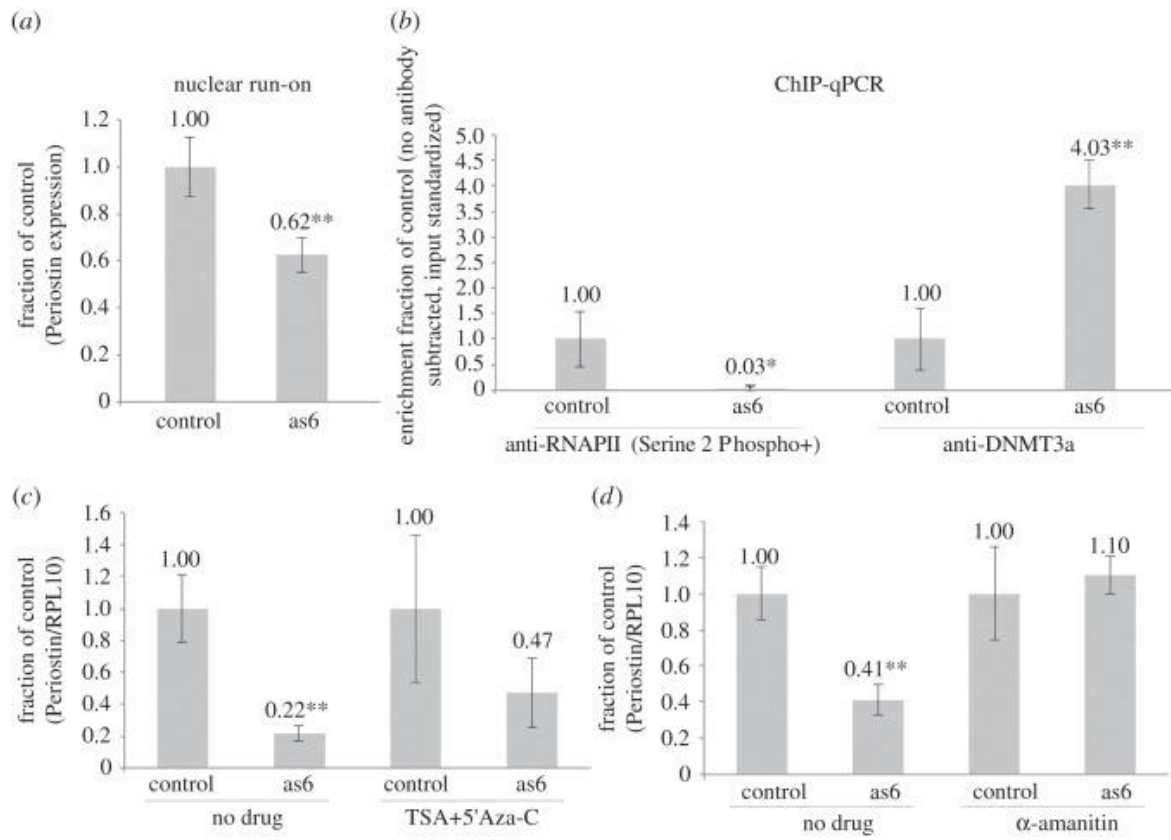 (a)
nuclear run-on
fraction of control
(Periostin expression)
1.2
1.0
0.8
0.6
0.4
0.2
0
1.00
0.62**
control as6
(b)
ChIP-qPCR
enrichment fraction of control (no antibody
subtracted, input standardized)
5.0
4.5
4.0
3.5
3.0
2.5
2.0
1.5
1.0
0.5
0
1.00
0.03*
1.00
4.03**
control as6 control as6
anti-RNAPII (Serine 2 Phospho+) anti-DNMT3a
(c)
fraction of control
(Periostin/RPL10)
1.6
1.4
1.2
1.0
0.8
0.6
0.4
0.2
0
1.00
0.22**
1.00
0.47
control as6 control as6
no drug TSA+5'Aza-C
(d)
fraction of control
(Periostin/RPL10)
1.4
1.2
1.0
0.8
0.6
0.4
0.2
0
1.00
0.41**
1.00
1.10
control as6 control as6
no drug α-amanitin